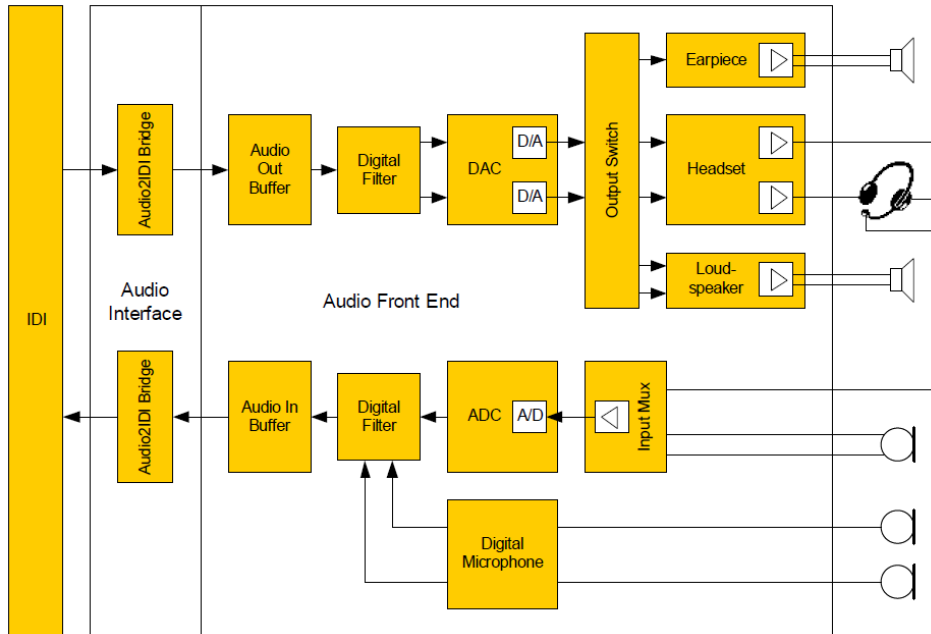 IDI
Audio2IDI Bridge
Audio
Interface
Audio2IDI Bridge
Audio Front End
Audio
Out
Buffer
Digital
Filter
DAC
D/A
D/A
Output Switch
Earpiece
Headset
Loud-
speaker
Audio In
Buffer
Digital
Filter
ADC
A/D
Input Mux
Digital
Microphone